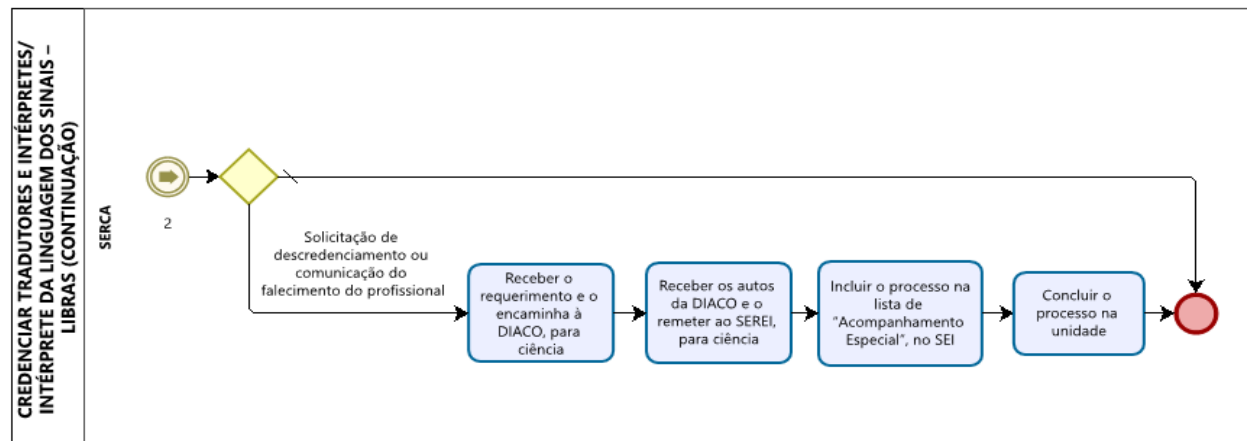 CREDENCIAR TRADUTORES E INTÉRPRETES/
INTÉRPRETE DA LINGUAGEM DOS SINAIS –
LIBRAS (CONTINUAÇÃO)
SERCA
2
Solicitação de
descredenciamento ou
comunicação do
falecimento do profissional
Receber o
requerimento e o
encaminha à
DIACO, para
ciência
Receber os autos
da DIACO e o
remeter ao SEREI,
para ciência
Incluir o processo na
lista de
“Acompanhamento
Especial”, no SEI
Concluir o
processo na
unidade